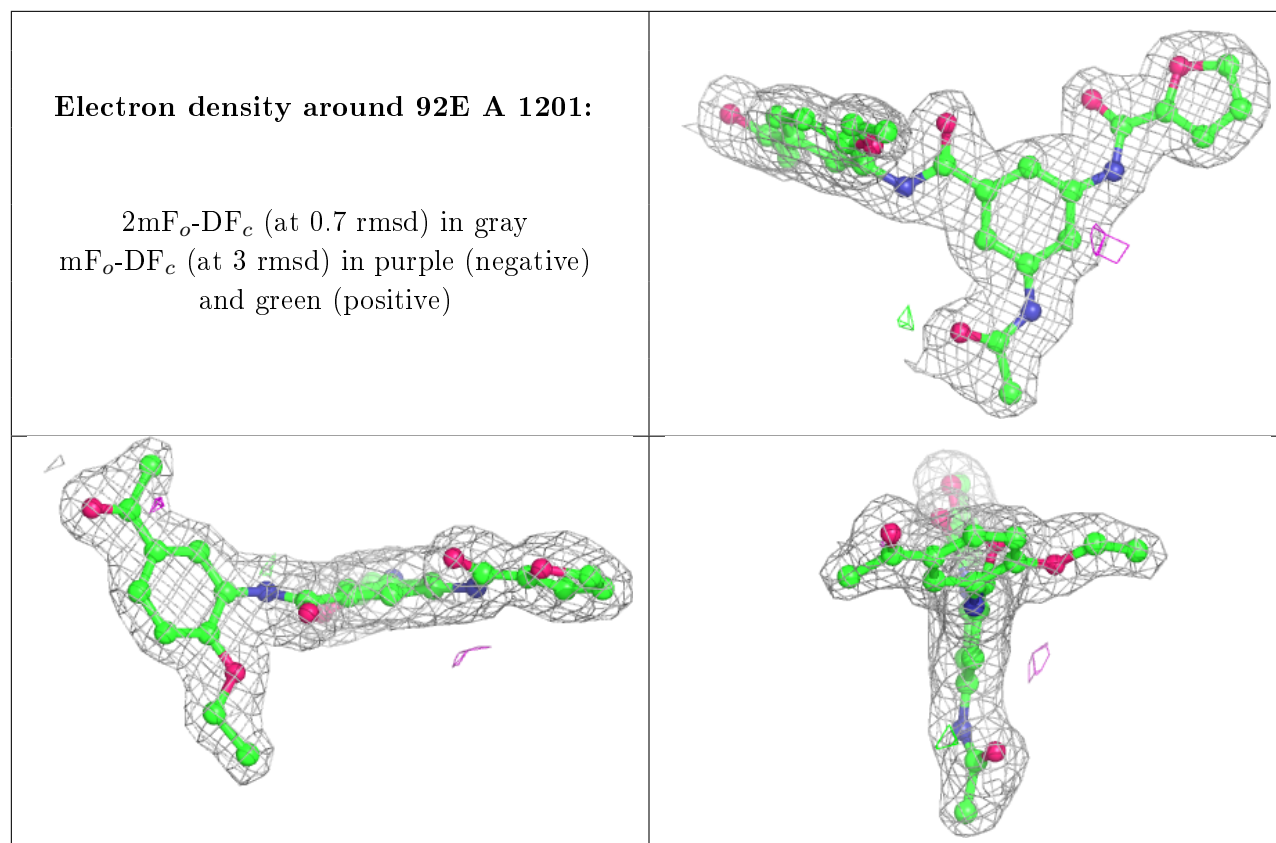 Electron density around 92E A 1201:
2mFo-DFc (at 0.7 rmsd) in gray
mFo-DFc (at 3 rmsd) in purple (negative)
and green (positive)